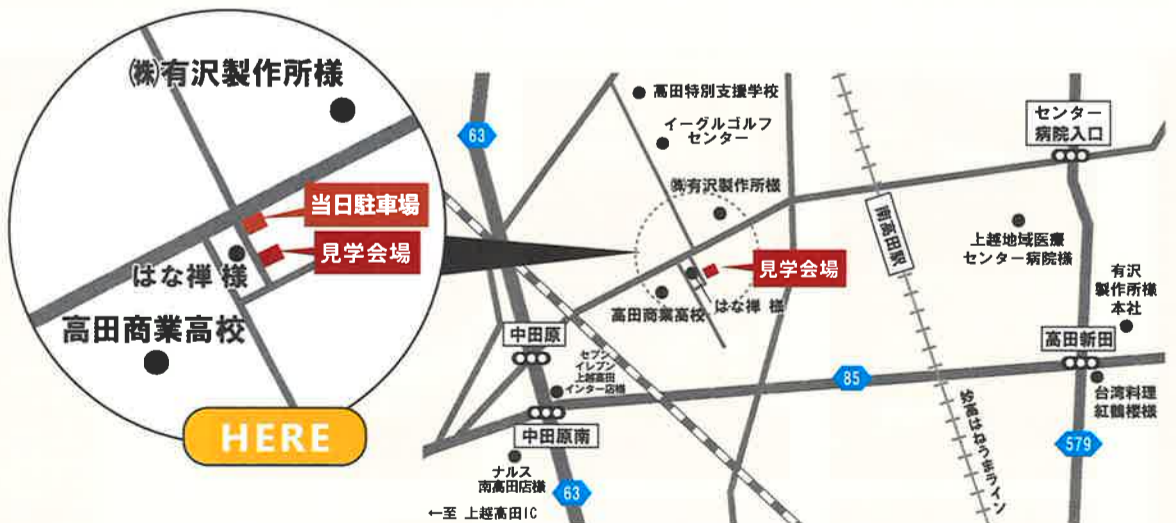 ㈱有沢製作所様
当日駐車場
見学会場
はな禅 様
高田商業高校
HERE
63
高田特別支援学校
イーグルゴルフ
センター
㈱有沢製作所様
見学会場
はな禅 様
高田商業高校
中田原
セブン
イレブン
上越高田
インター店様
中田原南
ナルス
南高田店様
63
←至 上越高田IC
南高田駅
85
妙高はねうまライン
センター
病院入口
上越地域医療
センター病院様
有沢
製作所様
本社
高田新田
台湾料理
紅鶴楼様
579